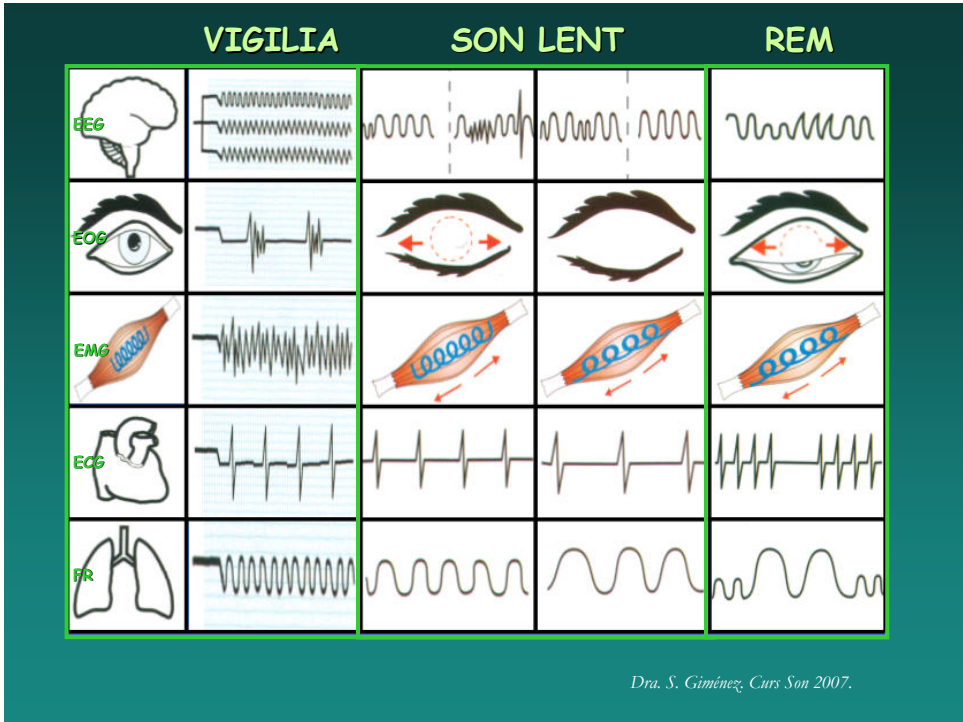 VIGILIA SON LENT REM
EEG
EOG
EMG
ECG
FR
Dra. S. Giménez. Curs Son 2007.